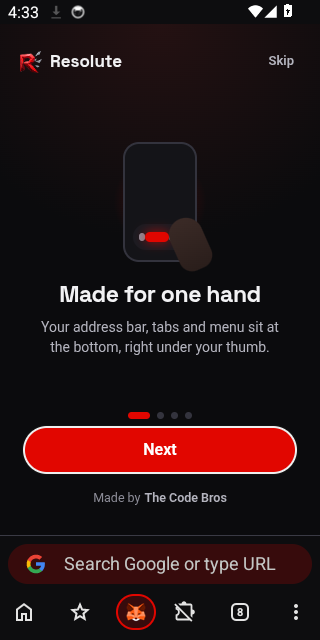 4:33
Resolute
Skip
Made for one hand
Your address bar, tabs and menu sit at
the bottom, right under your thumb.
Next
Made by The Code Bros
Search Google or type URL
8